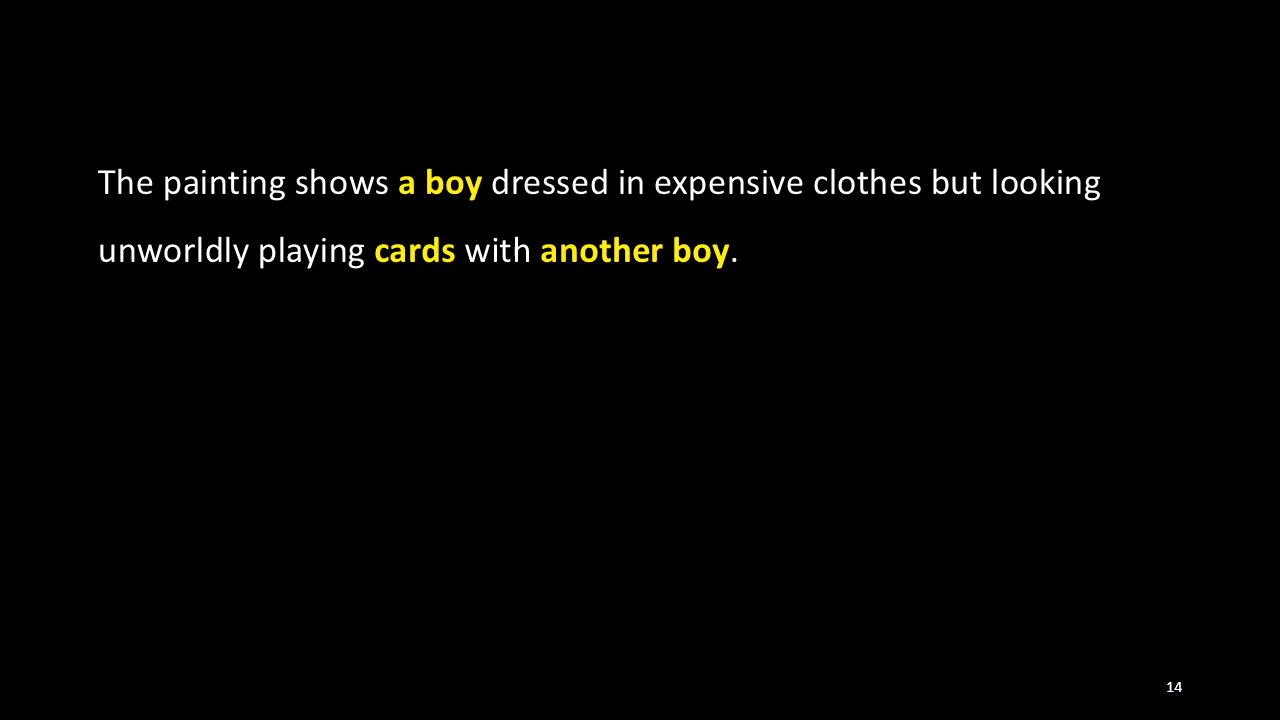 The painting shows a boy dressed in expensive clothes but looking
unworldly playing cards with another boy.
14